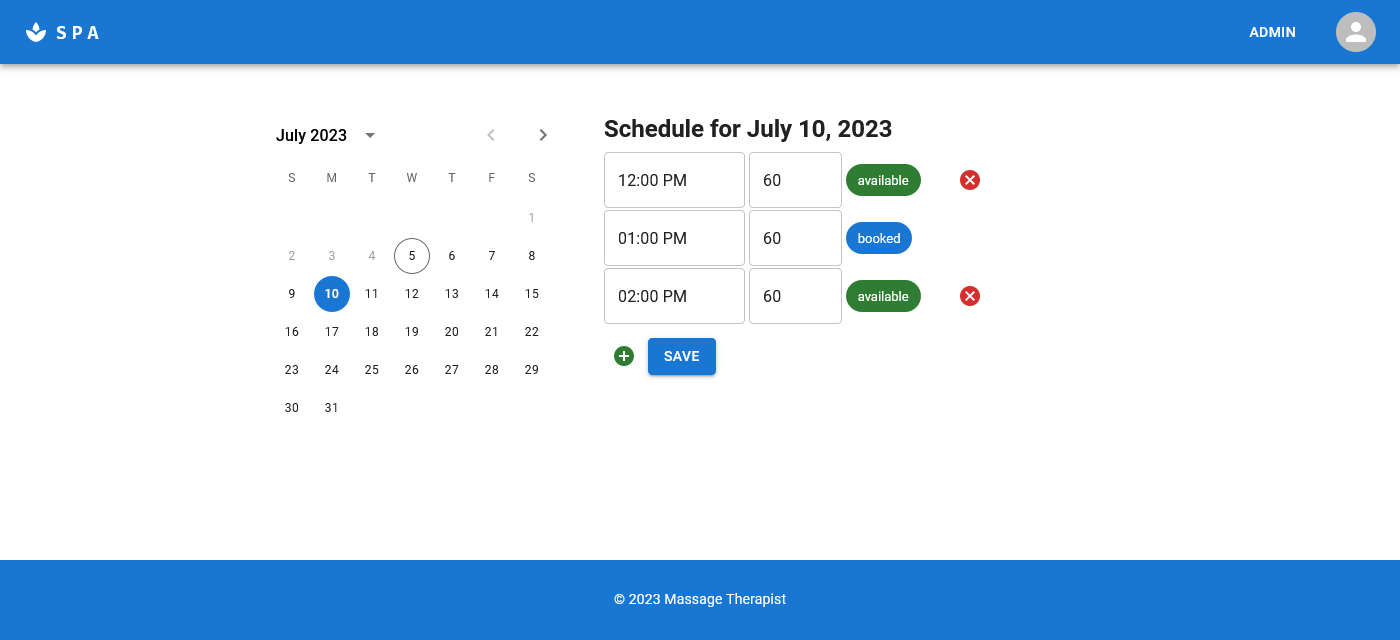 SPA
ADMIN
July 2023
S M T W T F S
1
2 3 4 5 6 7 8
9 10 11 12 13 14 15
16 17 18 19 20 21 22
23 24 25 26 27 28 29
30 31
Schedule for July 10, 2023
12:00 PM 60 available
01:00 PM 60 booked
02:00 PM 60 available
SAVE
© 2023 Massage Therapist